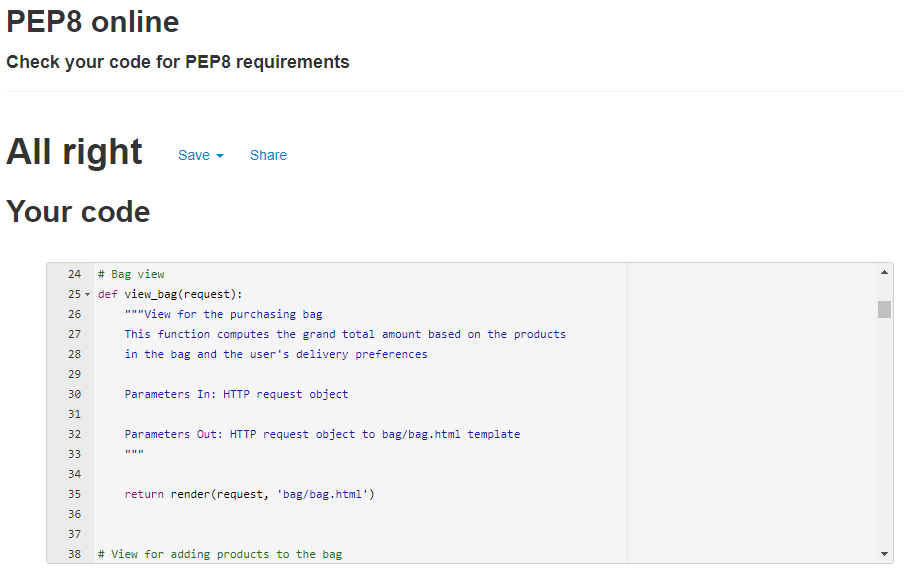 PEP8 online
Check your code for PEP8 requirements
All right Save Share
Your code
24 # Bag view
25 def view_bag(request):
26 """View for the purchasing bag
27 This function computes the grand total amount based on the products
28 in the bag and the user's delivery preferences
29
30 Parameters In: HTTP request object
31
32 Parameters Out: HTTP request object to bag/bag.html template
33 """
34
35 return render(request, 'bag/bag.html')
36
37
38 # View for adding products to the bag